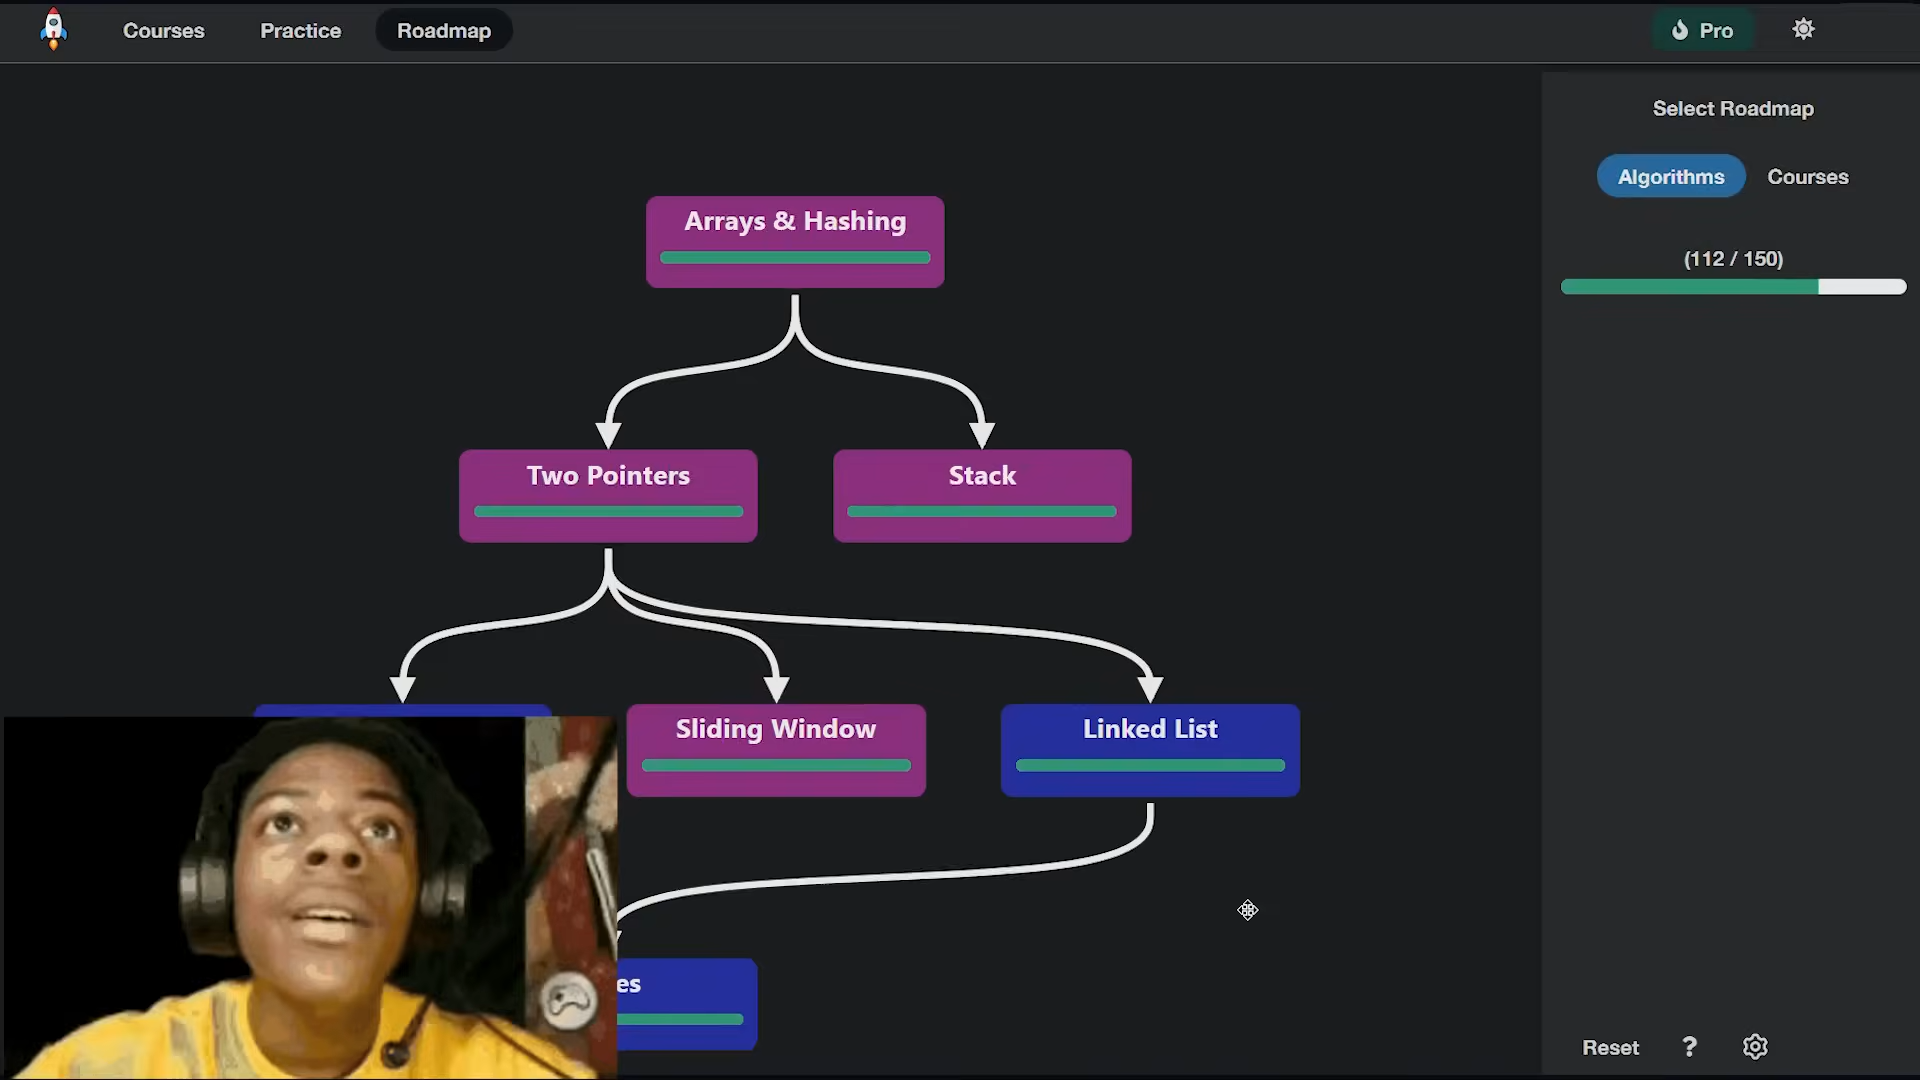 Courses
Practice
Roadmap
Pro
Select Roadmap
Algorithms
Courses
(112 / 150)
Arrays & Hashing
Two Pointers
Stack
Sliding Window
Linked List
es
Reset
?